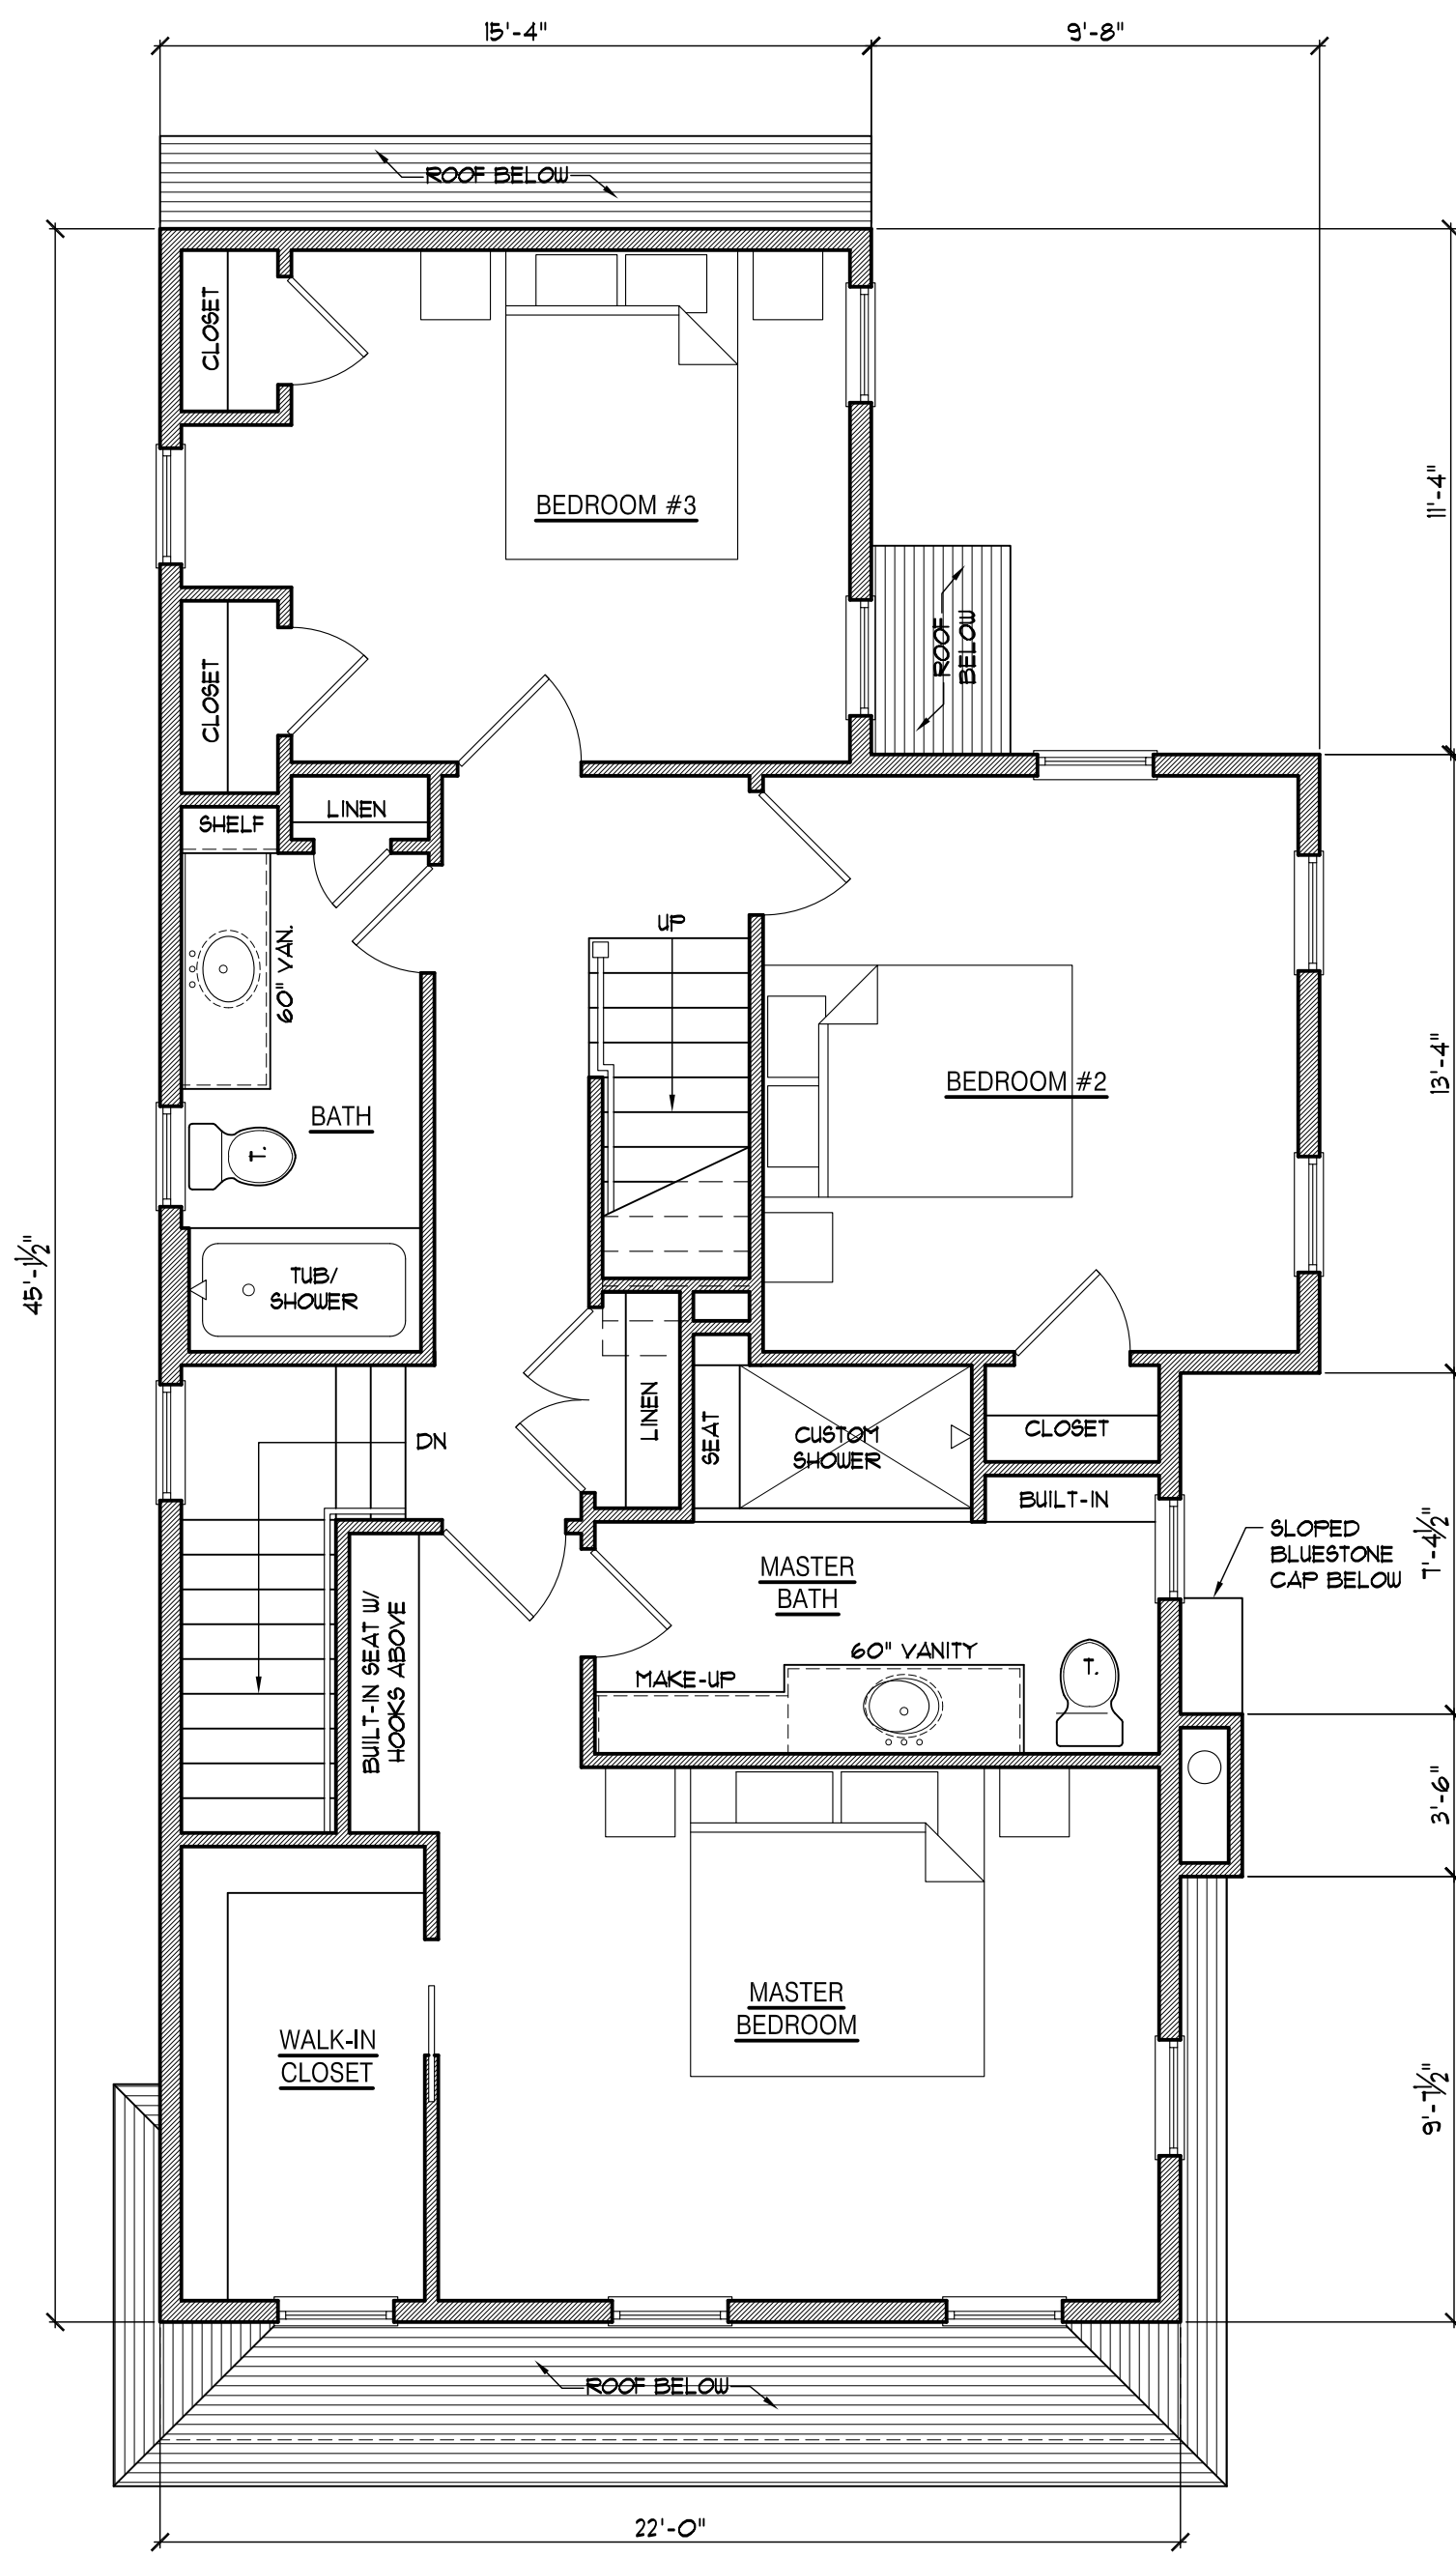 15'-4"
9'-8"
ROOF BELOW
CLOSET
BEDROOM #3
11'-4"
ROOF
BELOW
CLOSET
LINEN
SHELF
UP
60" VAN.
BEDROOM #2
13'-4"
BATH
T.
45'-1½"
TUB/
SHOWER
LINEN
SEAT
CUSTOM
SHOWER
CLOSET
DN
BUILT-IN
SLOPED
BLUESTONE
CAP BELOW
7'-4½"
MASTER
BATH
BUILT-IN SEAT W/
HOOKS ABOVE
60" VANITY
MAKE-UP
T.
3'-6"
MASTER
BEDROOM
WALK-IN
CLOSET
9'-7½"
ROOF BELOW
22'-0"